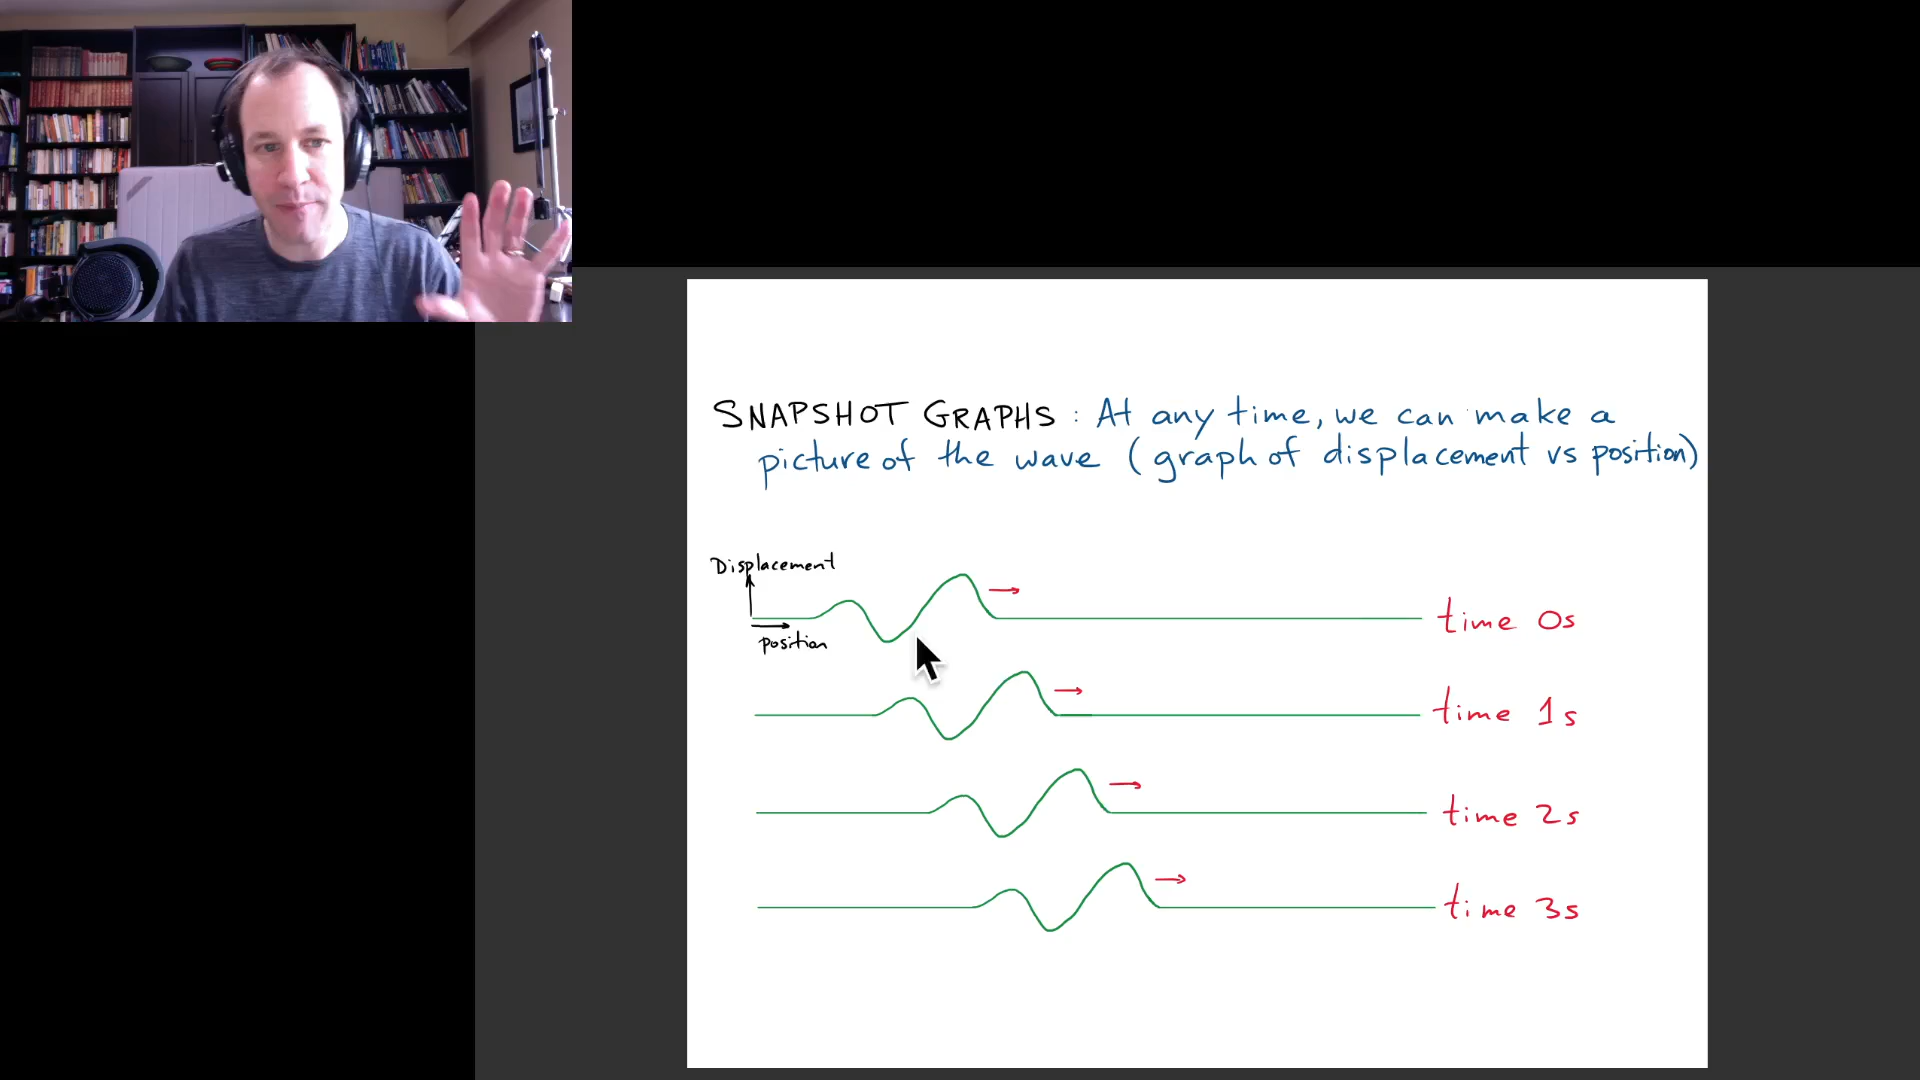 SNAPSHOT GRAPHS : At any time, we can make a
picture of the wave (graph of displacement vs position)
Displacement
position
time 0s
time 1s
time 2s
time 3s